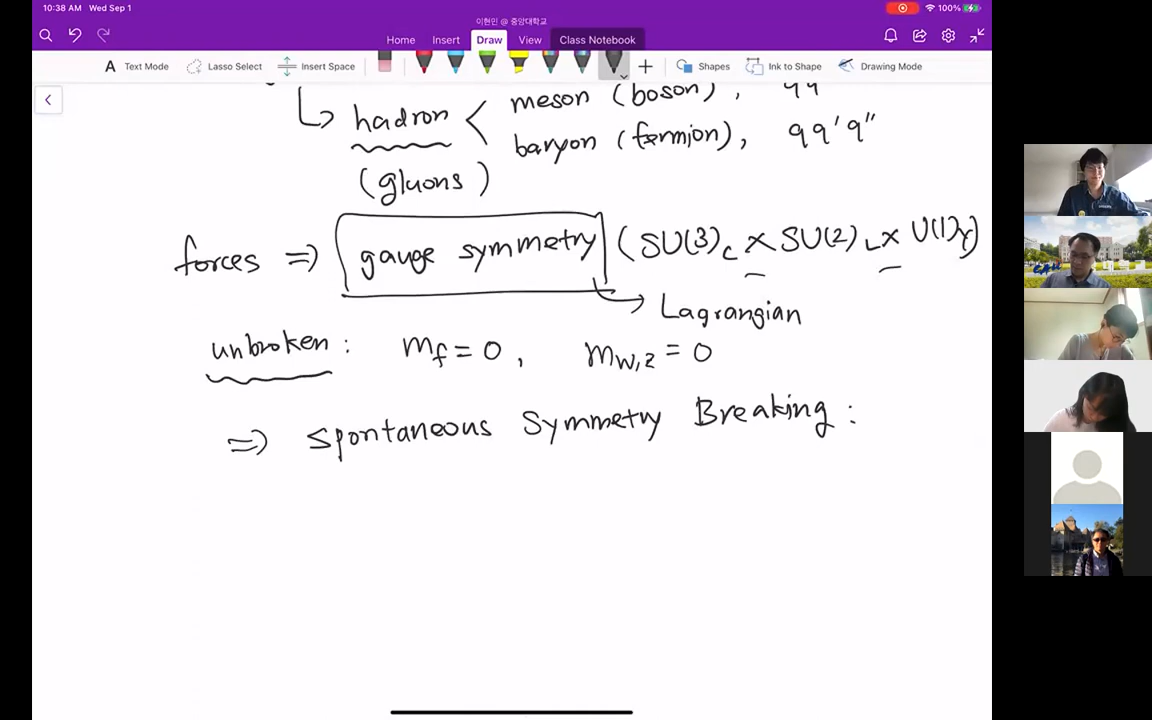 10:38 AM Wed Sep 1
100%
이현민 @ 중앙대학교
Home Insert Draw View Class Notebook
Text Mode Lasso Select Insert Space Shapes Ink to Shape Drawing Mode
↳ hadron < meson (boson),
baryon (fermion), qq'q"
(gluons)
forces ⇒ gauge symmetry (SU(3)c × SU(2)L × U(1)Y)
↳ Lagrangian
unbroken : mf = 0 , mW,Z = 0
⇒ Spontaneous Symmetry Breaking :